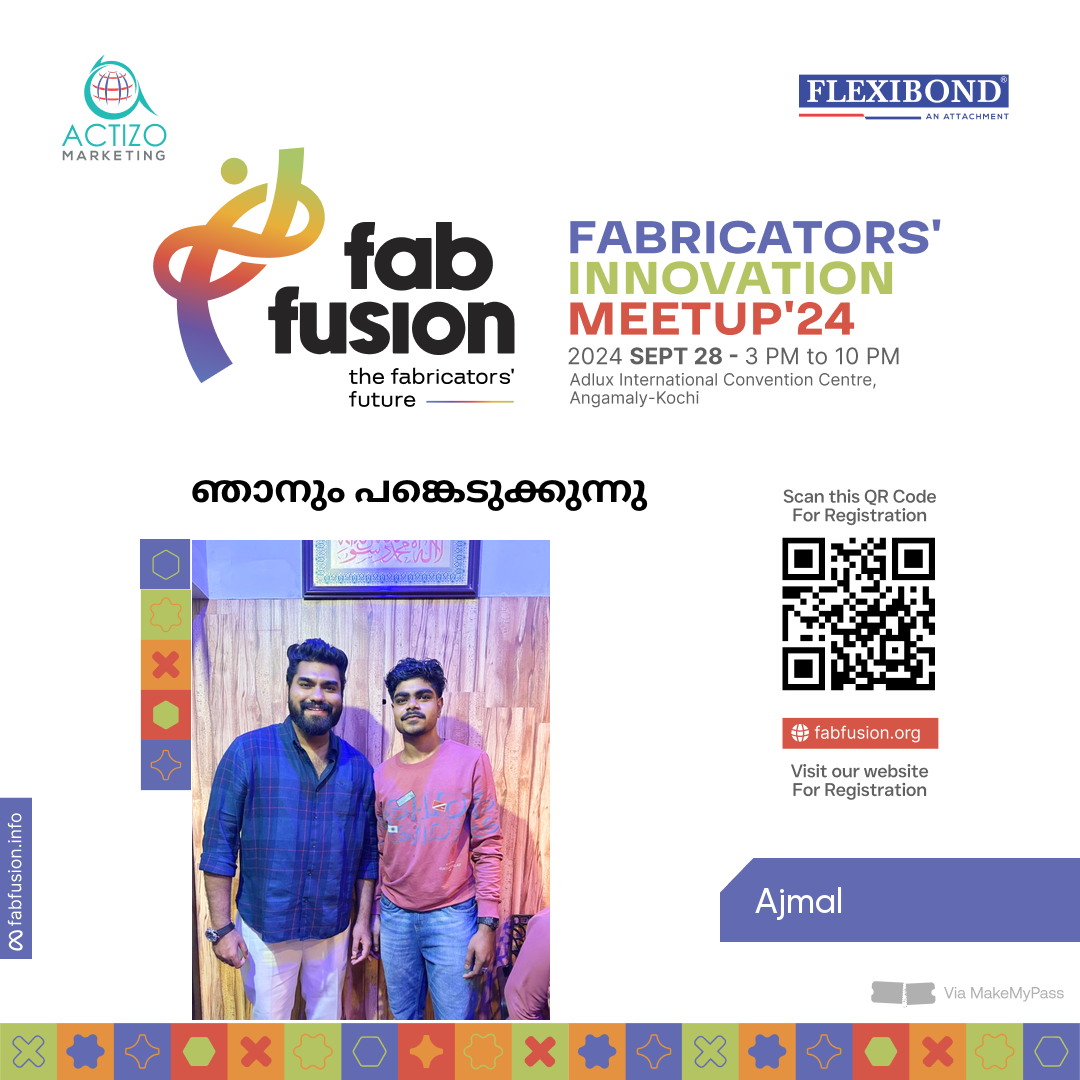 ACTIZO
MARKETING
FLEXIBOND®
AN ATTACHMENT
fab
fusion
the fabricators'
future
FABRICATORS'
INNOVATION
MEETUP'24
2024 SEPT 28 - 3 PM to 10 PM
Adlux International Convention Centre,
Angamaly-Kochi
ഞാനും പങ്കെടുക്കുന്നു
Scan this QR Code
For Registration
fabfusion.org
Visit our website
For Registration
fabfusion.info
Ajmal
Via MakeMyPass